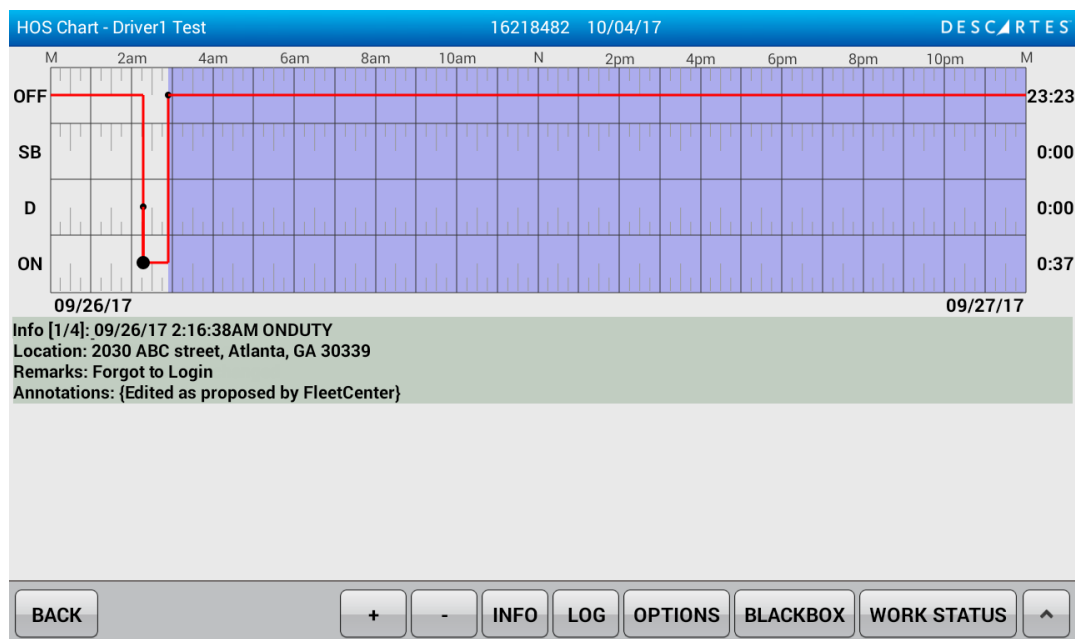 HOS Chart - Driver1 Test 16218482 10/04/17 DESCARTES
M 2am 4am 6am 8am 10am N 2pm 4pm 6pm 8pm 10pm M
OFF 23:23
SB 0:00
D 0:00
ON 0:37
09/26/17 09/27/17
Info [1/4]: 09/26/17 2:16:38AM ONDUTY
Location: 2030 ABC street, Atlanta, GA 30339
Remarks: Forgot to Login
Annotations: {Edited as proposed by FleetCenter}
BACK + - INFO LOG OPTIONS BLACKBOX WORK STATUS